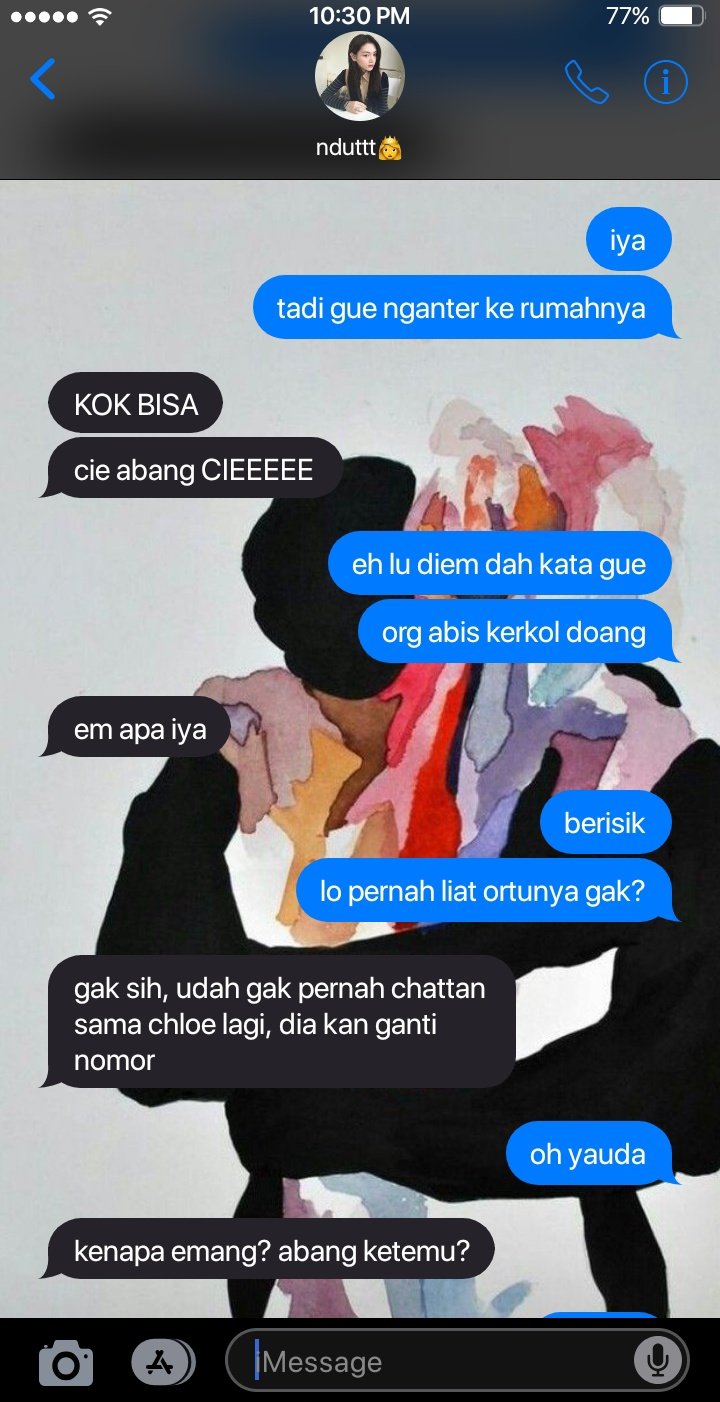 10:30 PM
77%
nduttt👸
iya
tadi gue nganter ke rumahnya
KOK BISA
cie abang CIEEEEE
eh lu diem dah kata gue
org abis kerkol doang
em apa iya
berisik
lo pernah liat ortunya gak?
gak sih, udah gak pernah chattan
sama chloe lagi, dia kan ganti
nomor
oh yauda
kenapa emang? abang ketemu?
iMessage